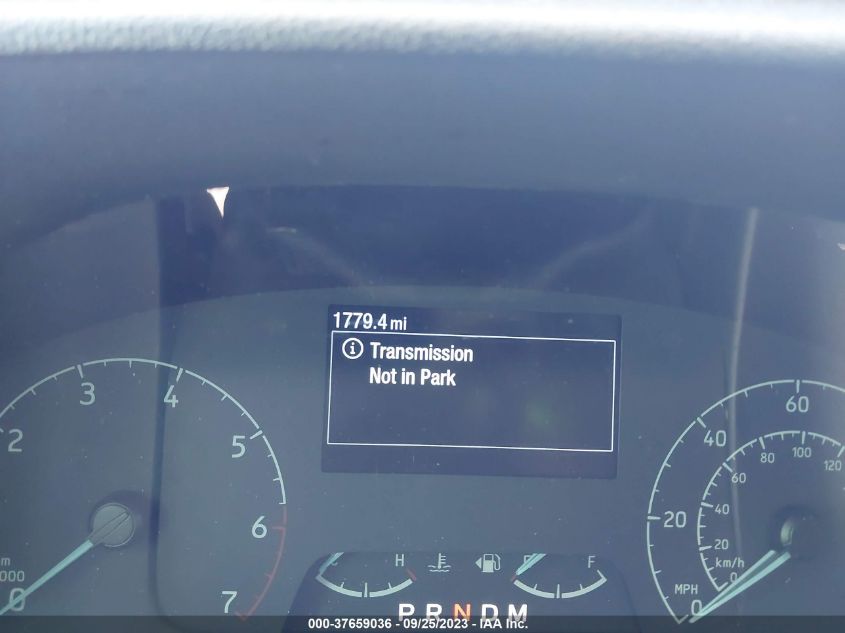 1779.4 mi
Transmission
Not in Park
2 3 4 5 6 7
0
000
20 40 60
0
MPH
20 40 60 80 100 120
0
km/h
H F
P R N D M
000-37659036 - 09/25/2023 - IAA Inc.